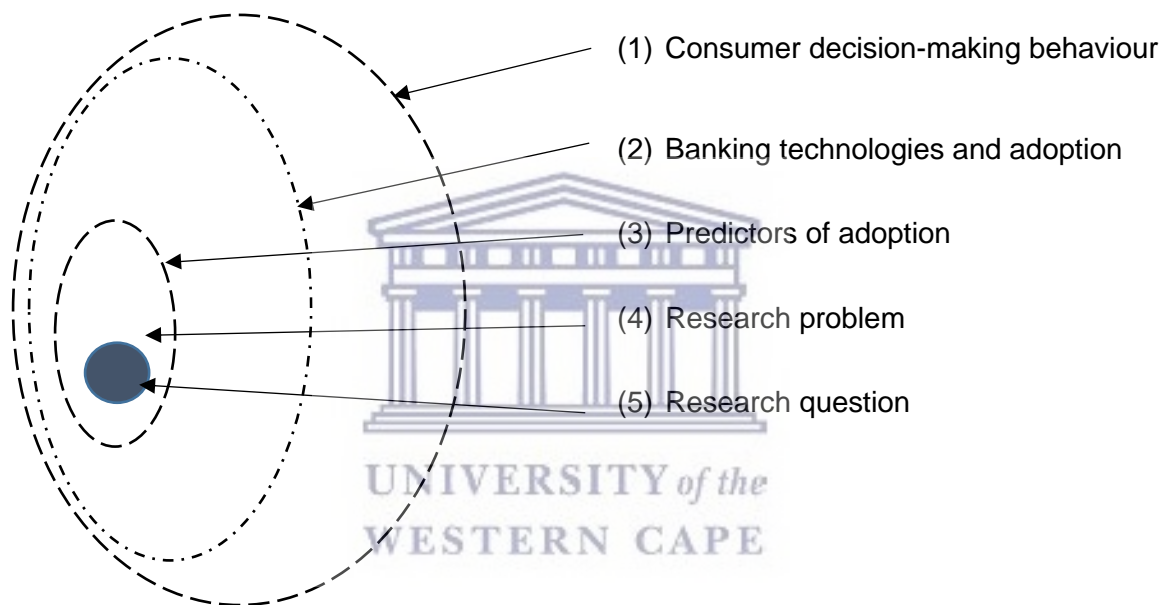 (1) Consumer decision-making behaviour
(2) Banking technologies and adoption
(3) Predictors of adoption
(4) Research problem
(5) Research question
UNIVERSITY of the
WESTERN CAPE